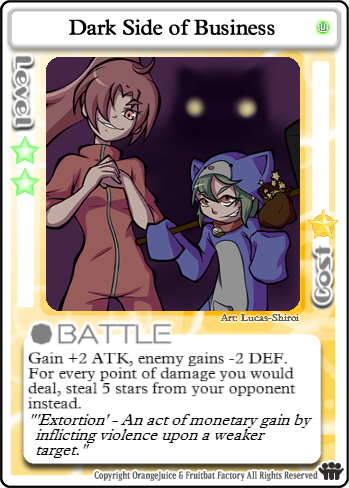 Dark Side of Business
U
Level
Cost
Art: Lucas-Shiroi
BATTLE
Gain +2 ATK, enemy gains -2 DEF.
For every point of damage you would
deal, steal 5 stars from your opponent
instead.
"'Extortion' - An act of monetary gain by
inflicting violence upon a weaker
target."
Copyright OrangeJuice & Fruitbat Factory All Rights Reserved